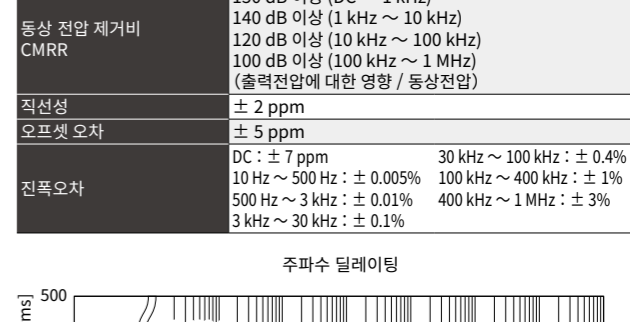 동상 전압 제거비
CMRR
140 dB 이상 (1 kHz ～ 10 kHz)
120 dB 이상 (10 kHz ～ 100 kHz)
100 dB 이상 (100 kHz ～ 1 MHz)
(출력전압에 대한 영향 / 동상전압)
직선성
± 2 ppm
오프셋 오차
± 5 ppm
진폭오차
DC：± 7 ppm
10 Hz ～ 500 Hz：± 0.005%
500 Hz ～ 3 kHz：± 0.01%
3 kHz ～ 30 kHz：± 0.1%
30 kHz ～ 100 kHz：± 0.4%
100 kHz ～ 400 kHz：± 1%
400 kHz ～ 1 MHz：± 3%
주파수 딜레이팅
500